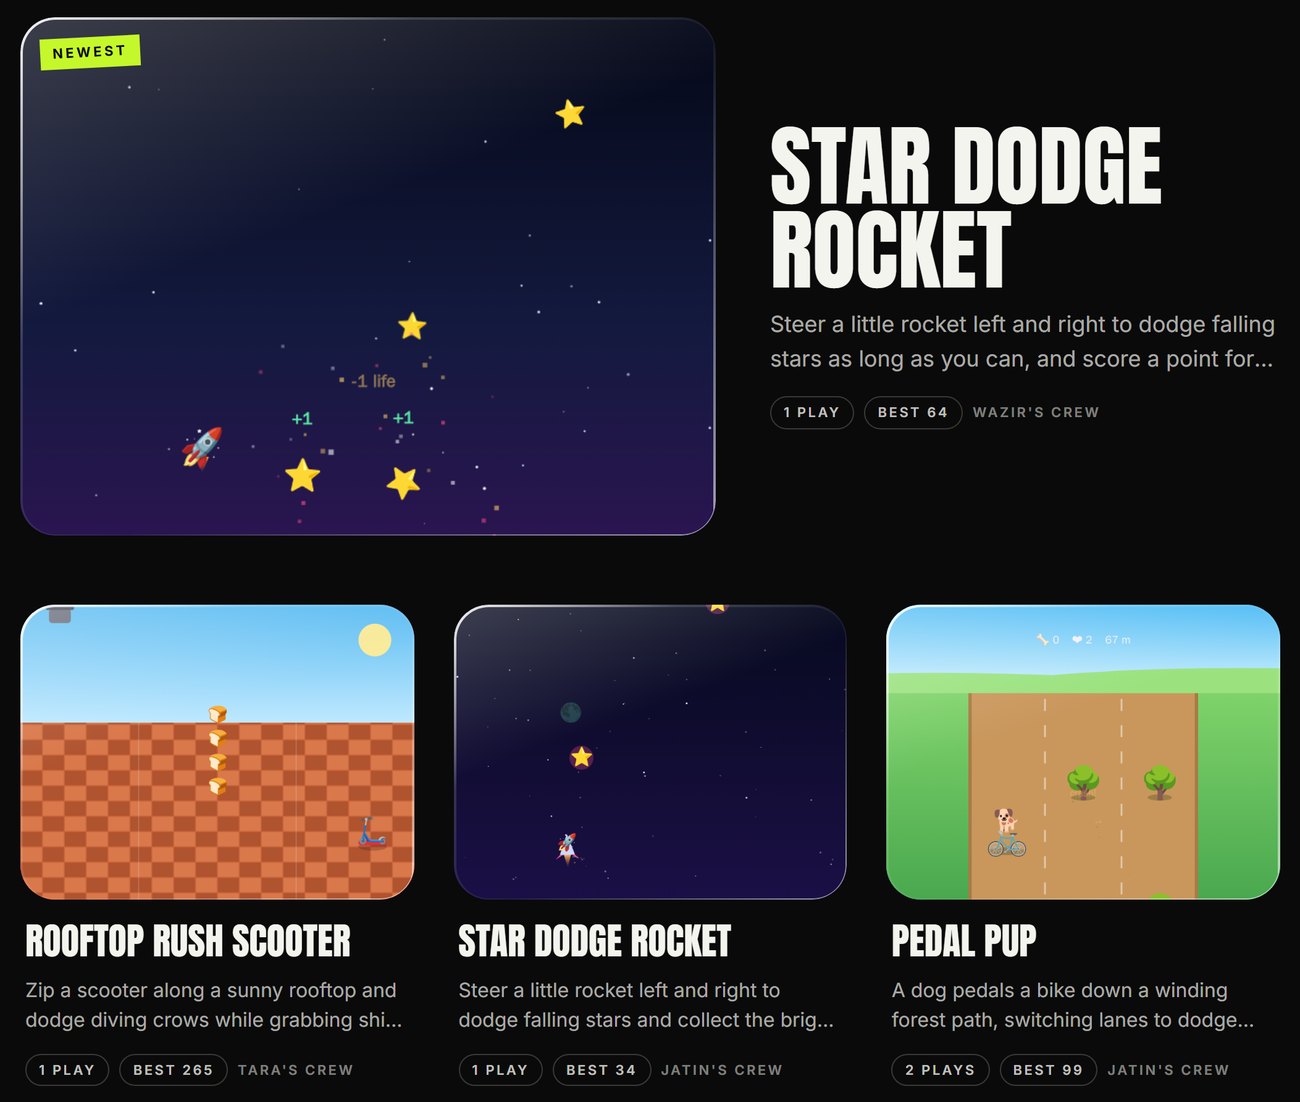 NEWEST
-1 life
+1
+1
STAR DODGE
ROCKET
Steer a little rocket left and right to dodge falling
stars as long as you can, and score a point for...
1 PLAY BEST 64 WAZIR'S CREW
0 2 67 m
ROOFTOP RUSH SCOOTER
Zip a scooter along a sunny rooftop and
dodge diving crows while grabbing shi...
1 PLAY BEST 265 TARA'S CREW
STAR DODGE ROCKET
Steer a little rocket left and right to
dodge falling stars and collect the brig...
1 PLAY BEST 34 JATIN'S CREW
PEDAL PUP
A dog pedals a bike down a winding
forest path, switching lanes to dodge...
2 PLAYS BEST 99 JATIN'S CREW